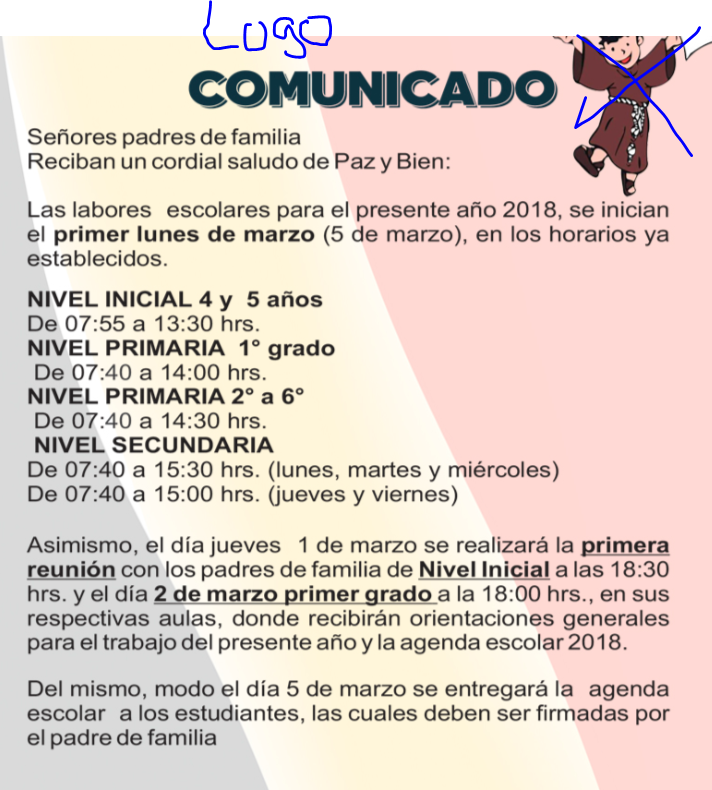 Logo
COMUNICADO
Señores padres de familia
Reciban un cordial saludo de Paz y Bien:
Las labores escolares para el presente año 2018, se inician
el primer lunes de marzo (5 de marzo), en los horarios ya
establecidos.
NIVEL INICIAL 4 y 5 años
De 07:55 a 13:30 hrs.
NIVEL PRIMARIA 1° grado
De 07:40 a 14:00 hrs.
NIVEL PRIMARIA 2° a 6°
De 07:40 a 14:30 hrs.
NIVEL SECUNDARIA
De 07:40 a 15:30 hrs. (lunes, martes y miércoles)
De 07:40 a 15:00 hrs. (jueves y viernes)
Asimismo, el día jueves 1 de marzo se realizará la primera
reunión con los padres de familia de Nivel Inicial a las 18:30
hrs. y el día 2 de marzo primer grado a la 18:00 hrs., en sus
respectivas aulas, donde recibirán orientaciones generales
para el trabajo del presente año y la agenda escolar 2018.
Del mismo, modo el día 5 de marzo se entregará la agenda
escolar a los estudiantes, las cuales deben ser firmadas por
el padre de familia